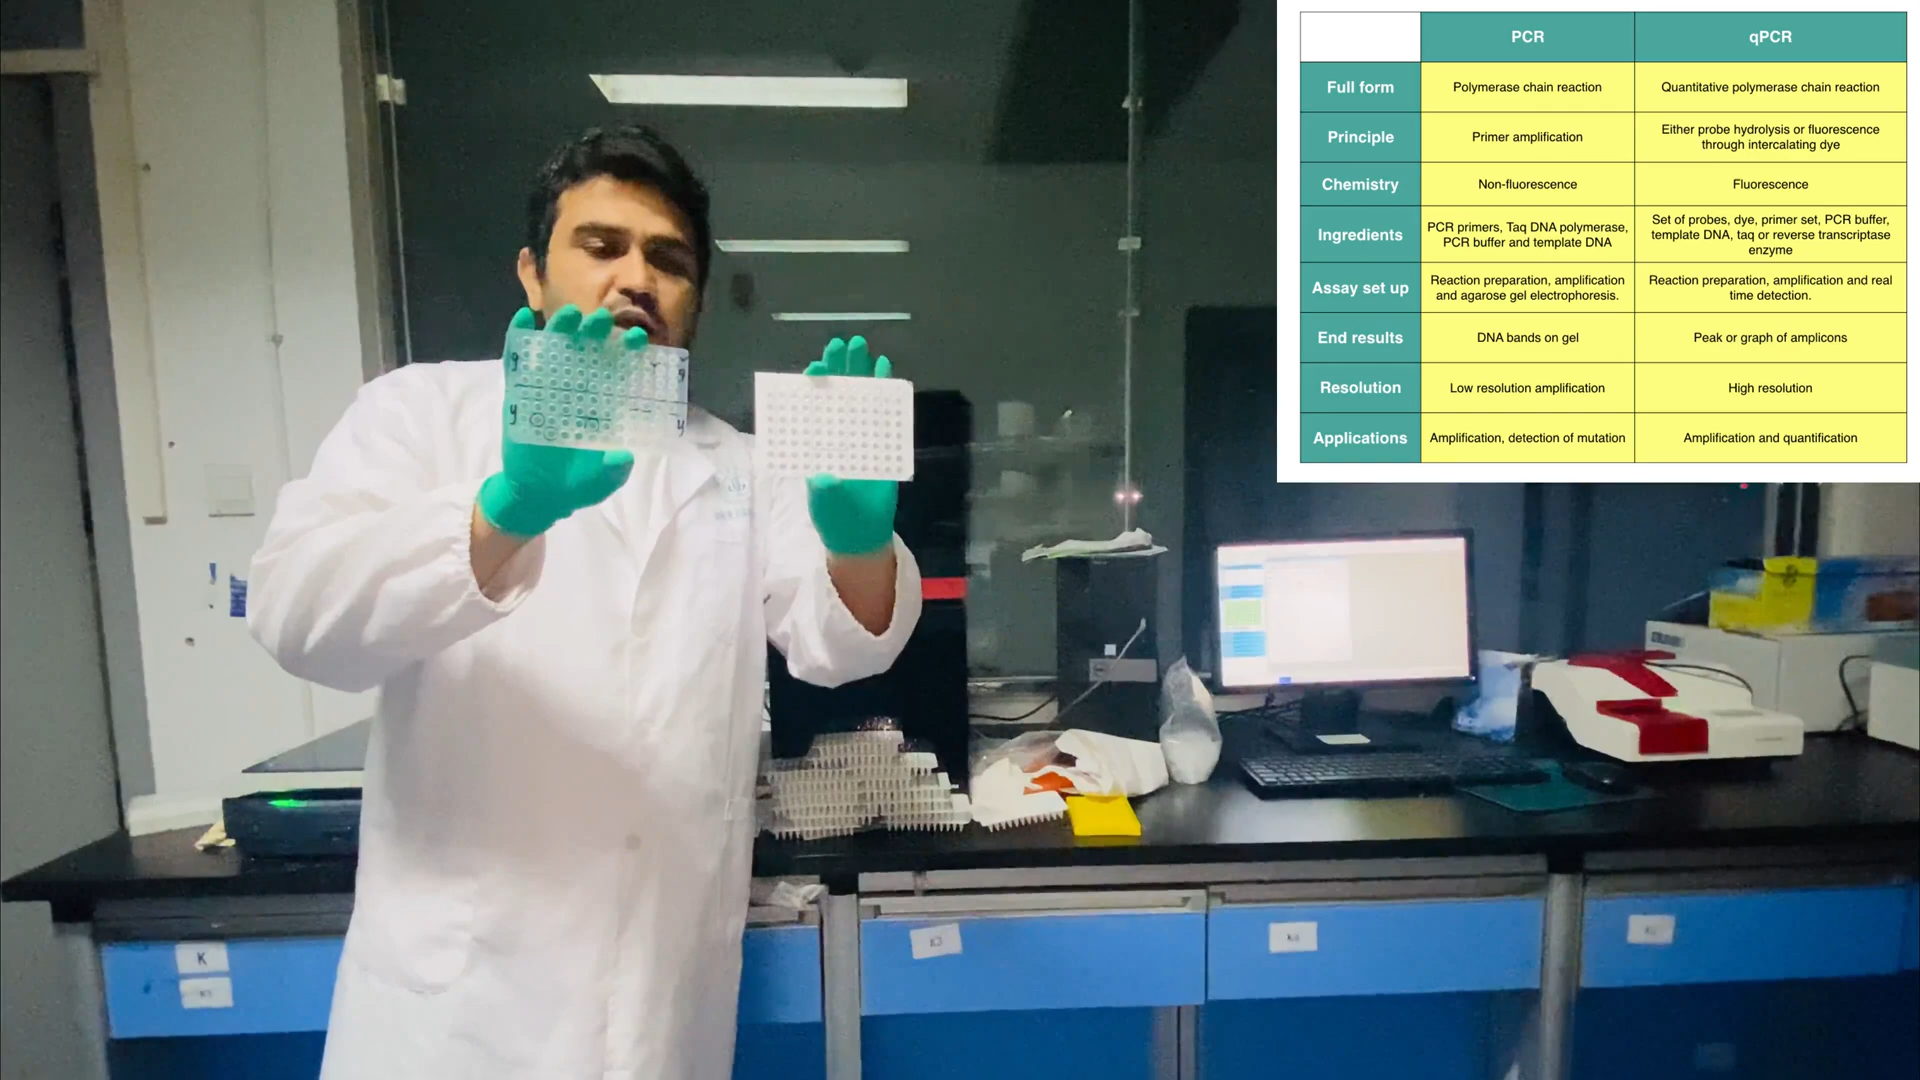 PCR qPCR
Full form Polymerase chain reaction Quantitative polymerase chain reaction
Principle Primer amplification Either probe hydrolysis or fluorescence
through intercalating dye
Chemistry Non-fluorescence Fluorescence
Ingredients PCR primers, Taq DNA polymerase,
PCR buffer and template DNA Set of probes, dye, primer set, PCR buffer,
template DNA, taq or reverse transcriptase
enzyme
Assay set up Reaction preparation, amplification
and agarose gel electrophoresis. Reaction preparation, amplification and real
time detection.
End results DNA bands on gel Peak or graph of amplicons
Resolution Low resolution amplification High resolution
Applications Amplification, detection of mutation Amplification and quantification
9 9
y y
K
K3